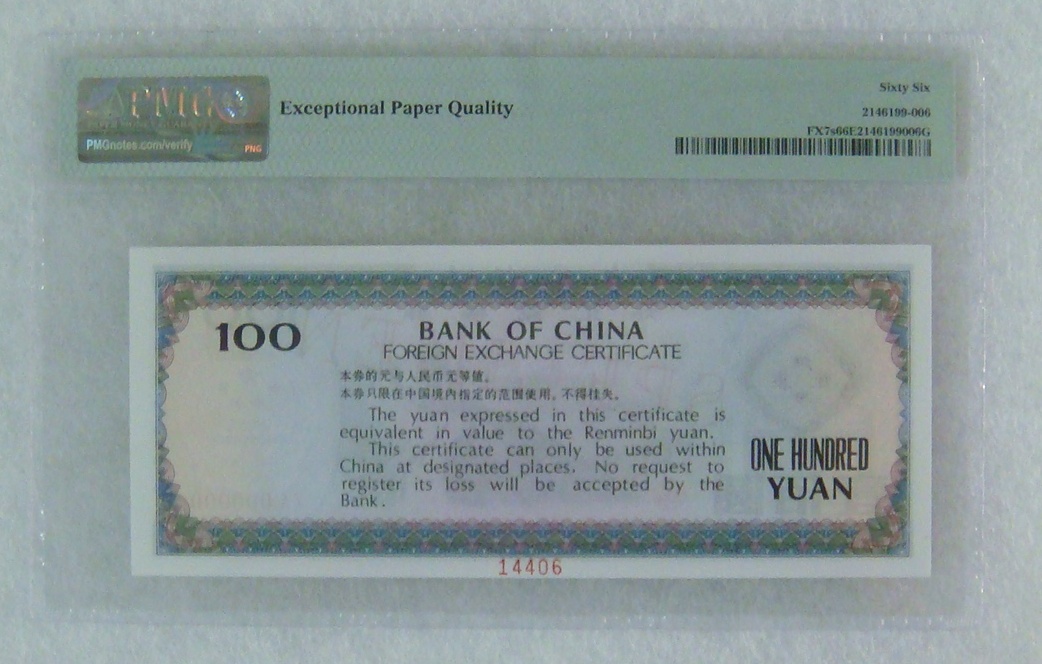 PMG
PMGnotes.com/verify
PNG
Exceptional Paper Quality
Sixty Six
2146199-006
FX7s66E2146199006G
100
BANK OF CHINA
FOREIGN EXCHANGE CERTIFICATE
本券的元与人民币元等值。
本券只限在中国境内指定的范围使用，不得挂失。
The yuan expressed in this certificate is
equivalent in value to the Renminbi yuan.
This certificate can only be used within
China at designated places. No request to
register its loss will be accepted by the
Bank.
ONE HUNDRED
YUAN
14406